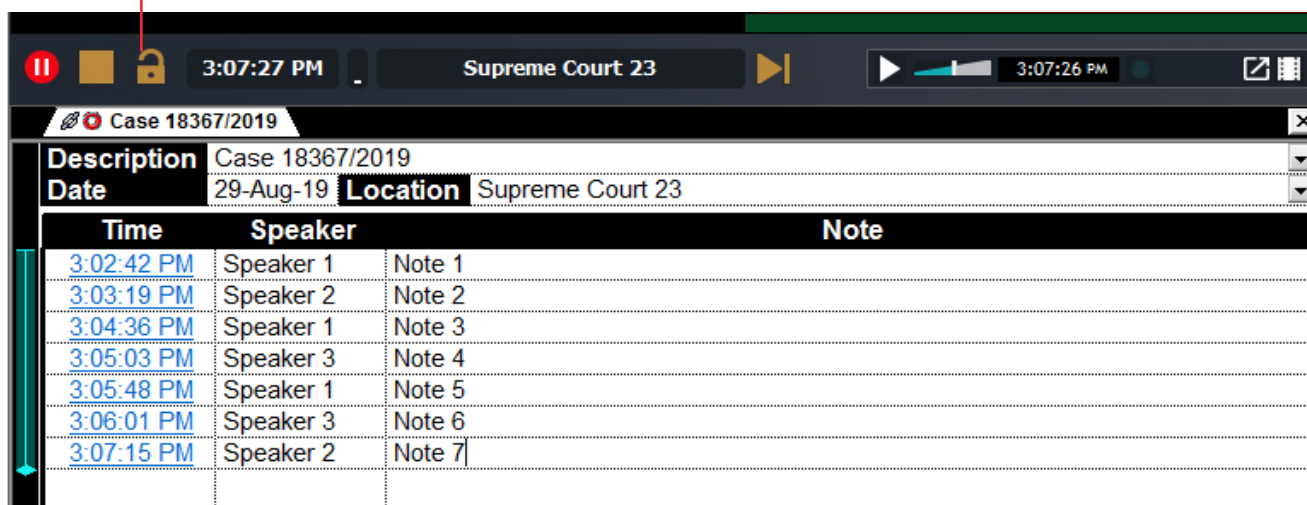 3:07:27 PM - Supreme Court 23 3:07:26 PM
Case 18367/2019
Description Case 18367/2019
Date 29-Aug-19 Location Supreme Court 23
Time Speaker Note
3:02:42 PM Speaker 1 Note 1
3:03:19 PM Speaker 2 Note 2
3:04:36 PM Speaker 1 Note 3
3:05:03 PM Speaker 3 Note 4
3:05:48 PM Speaker 1 Note 5
3:06:01 PM Speaker 3 Note 6
3:07:15 PM Speaker 2 Note 7